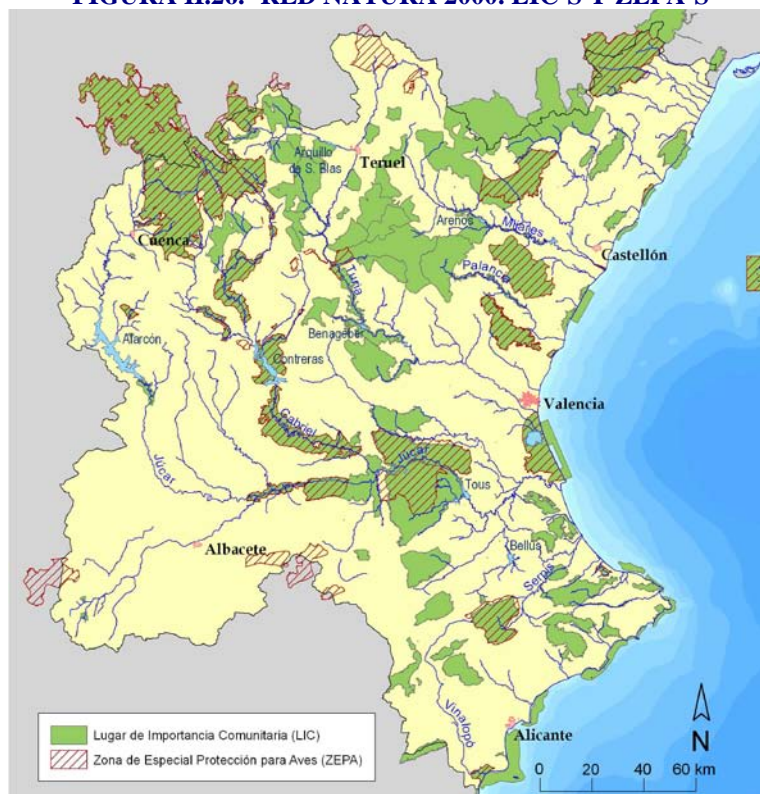 FIGURA II.26. RED NATURA 2000. LIC´S Y ZEPA´S
Arquillo
de S. Blas
Teruel
Cuenca
Arenós
Mijares
Castellón
Palancia
Turia
Alarcón
Benagéber
Contreras
Valencia
Cabriel
Júcar
Júcar
Tous
Albacete
Bellús
Serpis
Vinalopó
Alicante
N
Lugar de Importancia Comunitaria (LIC)
Zona de Especial Protección para Aves (ZEPA)
0 20 40 60 km